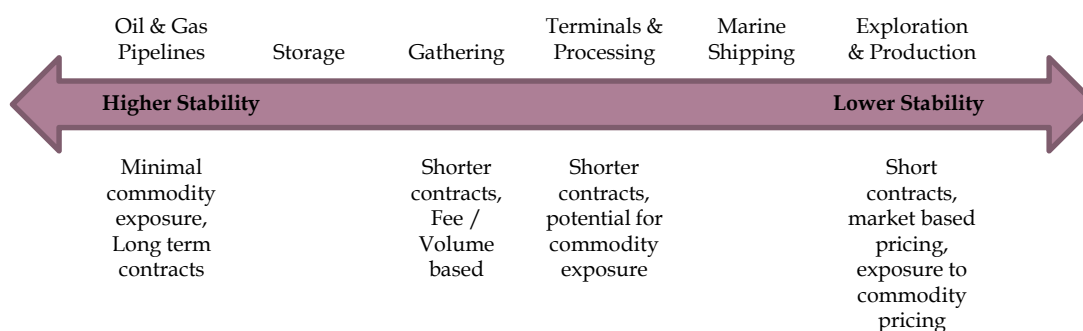 Oil & Gas
Pipelines
Storage
Gathering
Terminals &
Processing
Marine
Shipping
Exploration
& Production
Higher Stability
Lower Stability
Minimal
commodity
exposure,
Long term
contracts
Shorter
contracts,
Fee /
Volume
based
Shorter
contracts,
potential for
commodity
exposure
Short
contracts,
market based
pricing,
exposure to
commodity
pricing